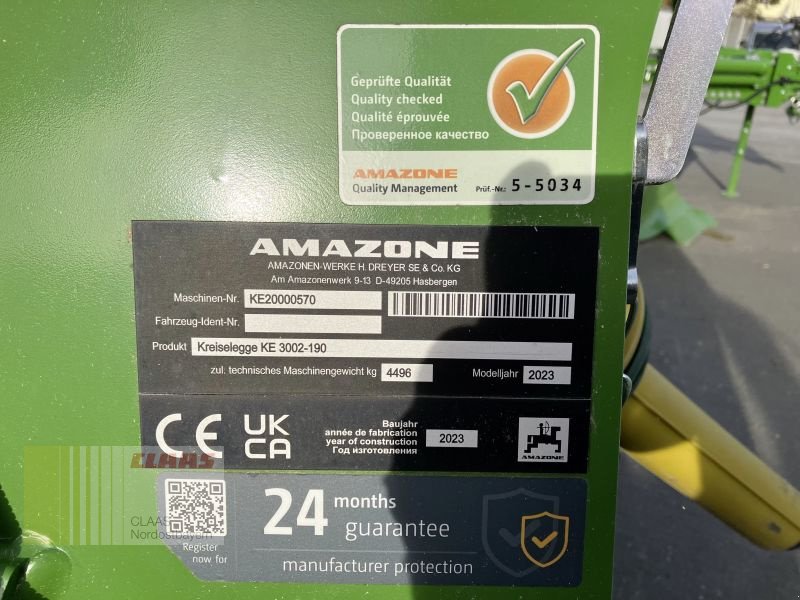 Geprüfte Qualität
Quality checked
Qualité éprouvée
Проверенное качество
AMAZONE
Quality Management Prüf.-Nr.: 5-5034
AMAZONE
AMAZONEN-WERKE H. DREYER SE & Co. KG
Am Amazonenwerk 9-13 D-49205 Hasbergen
Maschinen-Nr. KE20000570
Fahrzeug-Ident-Nr.
Produkt Kreiselegge KE 3002-190
zul. technisches Maschinengewicht kg 4496 Modelljahr 2023
CE UK CA
Baujahr
année de fabrication
year of construction
Год изготовления
2023
AMAZONE
CLAAS
CLAAS
Nordostbayern
Register
now for
24 months
guarantee
manufacturer protection